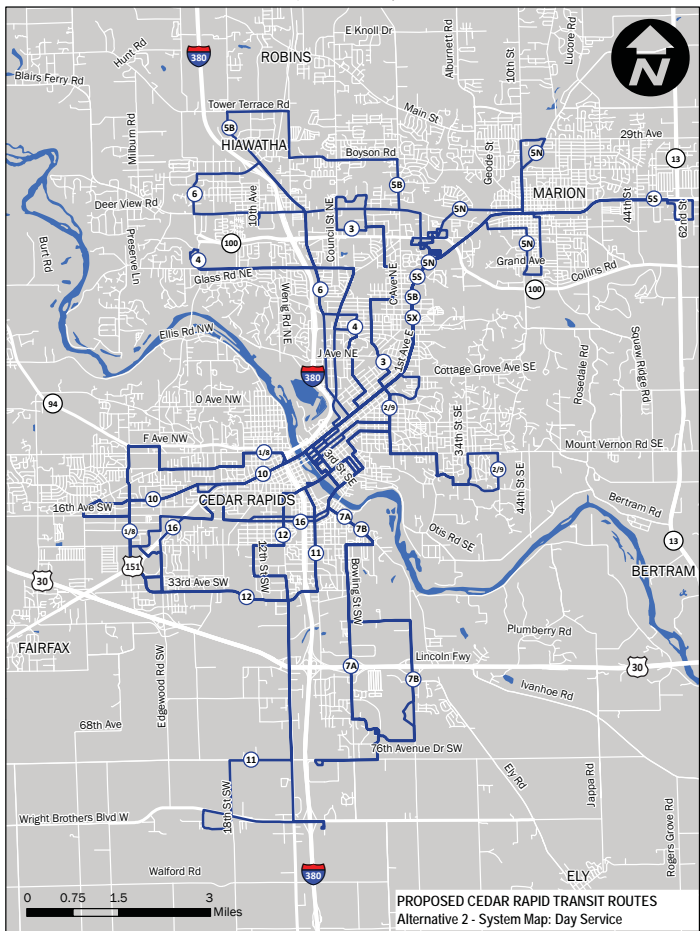 E Knoll Dr
Hunt Rd
380
ROBINS
Alburnett Rd
10th St
Lucore Rd
N
Blairs Ferry Rd
Tower Terrace Rd
Main St
5B
Milburn Rd
HIAWATHA
Boyson Rd
Geode St
5N
29th Ave
13
6
5B
MARION
Deer View Rd
10th Ave
Council St NE
3
5N
44th St
5S
62nd St
Burt Rd
Preserve Ln
100
4
Glass Rd NE
C Ave NE
5N
5N
Grand Ave
Collins Rd
5S
100
6
5B
Wenig Rd NE
5X
Ellis Rd NW
4
1st Ave E
J Ave NE
3
Cottage Grove Ave SE
380
Rosedale Rd
Squaw Ridge Rd
O Ave NW
94
2/9
34th St SE
F Ave NW
1/8
3rd St SE
Mount Vernon Rd SE
10
2/9
44th St SE
10
CEDAR RAPIDS
16th Ave SW
Bertram Rd
1/8
16
16
7A
7B
12
Otis Rd SE
13
11
12th St SW
151
30
33rd Ave SW
Bowling St SW
BERTRAM
12
Plumberry Rd
FAIRFAX
Lincoln Fwy
30
7A
7B
Edgewood Rd SW
Ivanhoe Rd
68th Ave
76th Avenue Dr SW
11
Ely Rd
Jappa Rd
18th St SW
Wright Brothers Blvd W
Rogers Grove Rd
Walford Rd
380
ELY
0 0.75 1.5 3
Miles
PROPOSED CEDAR RAPID TRANSIT ROUTES
Alternative 2 - System Map: Day Service